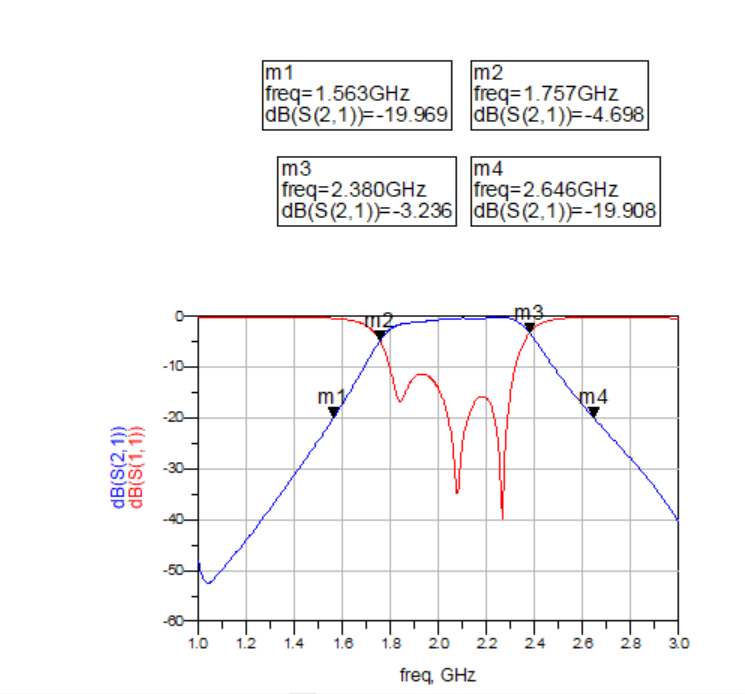 m1
freq=1.563GHz
dB(S(2,1))=-19.969
m2
freq=1.757GHz
dB(S(2,1))=-4.698
m3
freq=2.380GHz
dB(S(2,1))=-3.236
m4
freq=2.646GHz
dB(S(2,1))=-19.908
m1
m2
m3
m4
0
-10
-20
-30
-40
-50
-60
dB(S(2,1))
dB(S(1,1))
1.0 1.2 1.4 1.6 1.8 2.0 2.2 2.4 2.6 2.8 3.0
freq, GHz